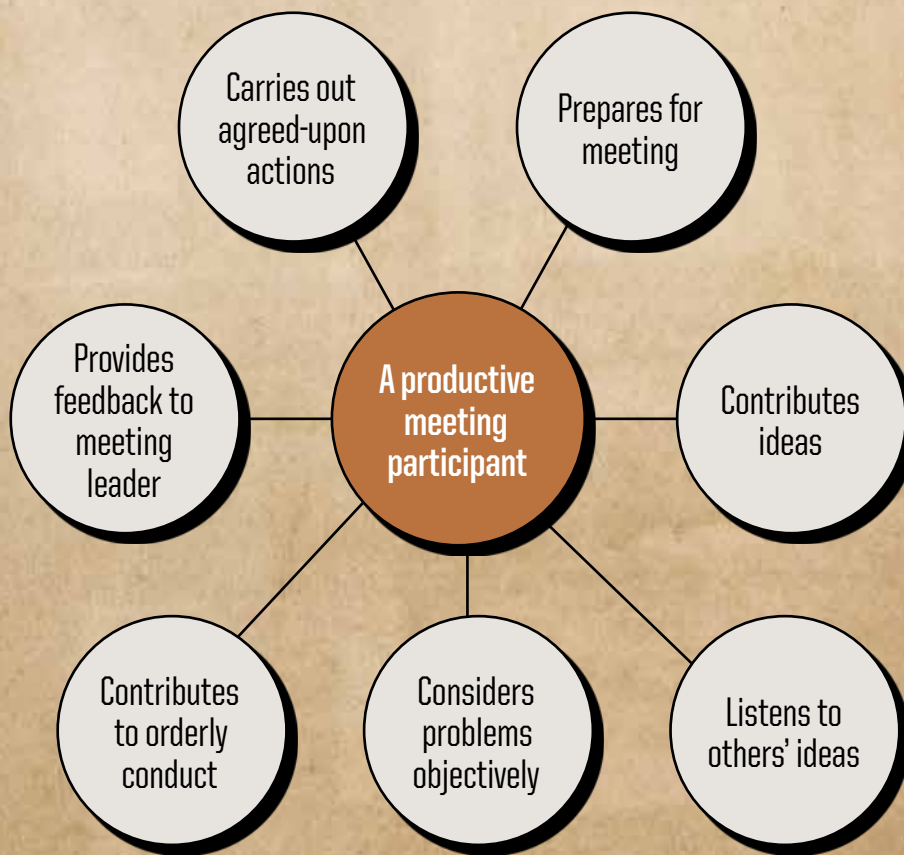 Carries out
agreed-upon
actions
Prepares for
meeting
Provides
feedback to
meeting
leader
A productive
meeting
participant
Contributes
ideas
Contributes
to orderly
conduct
Considers
problems
objectively
Listens to
others’ ideas